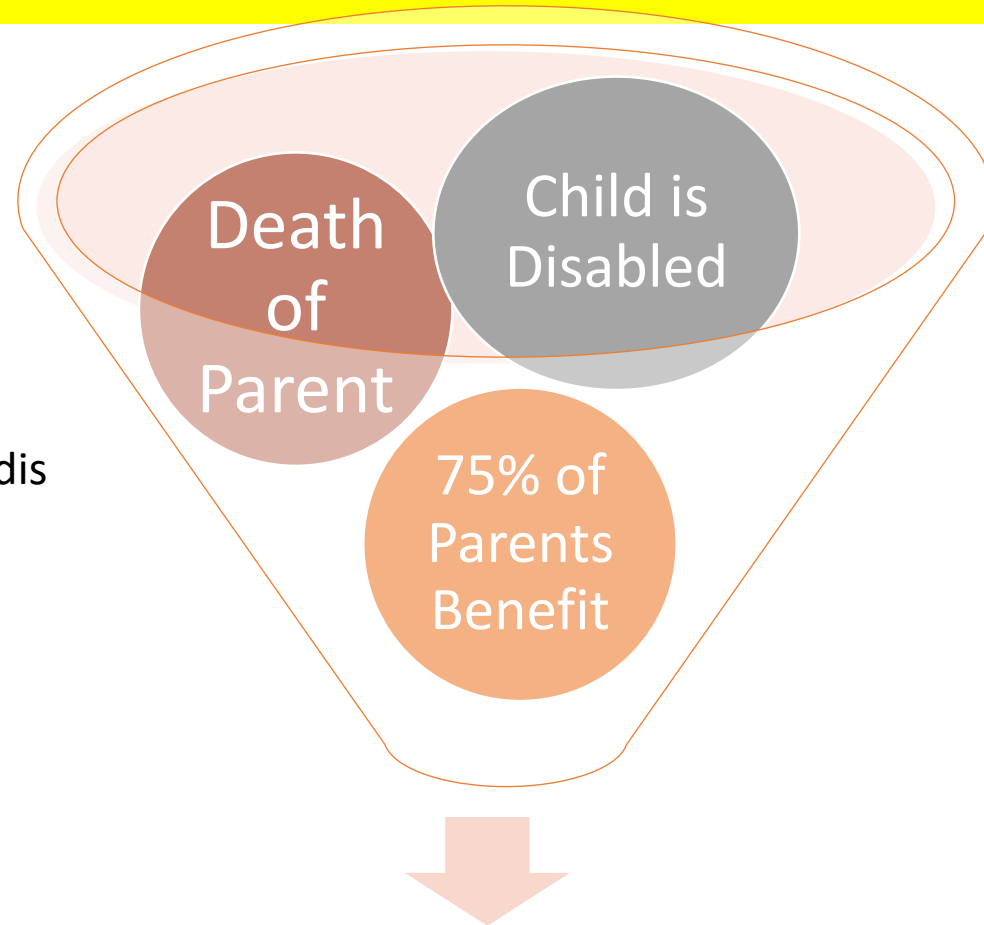 Death
of
Parent
Child is
Disabled
dis
75% of
Parents
Benefit